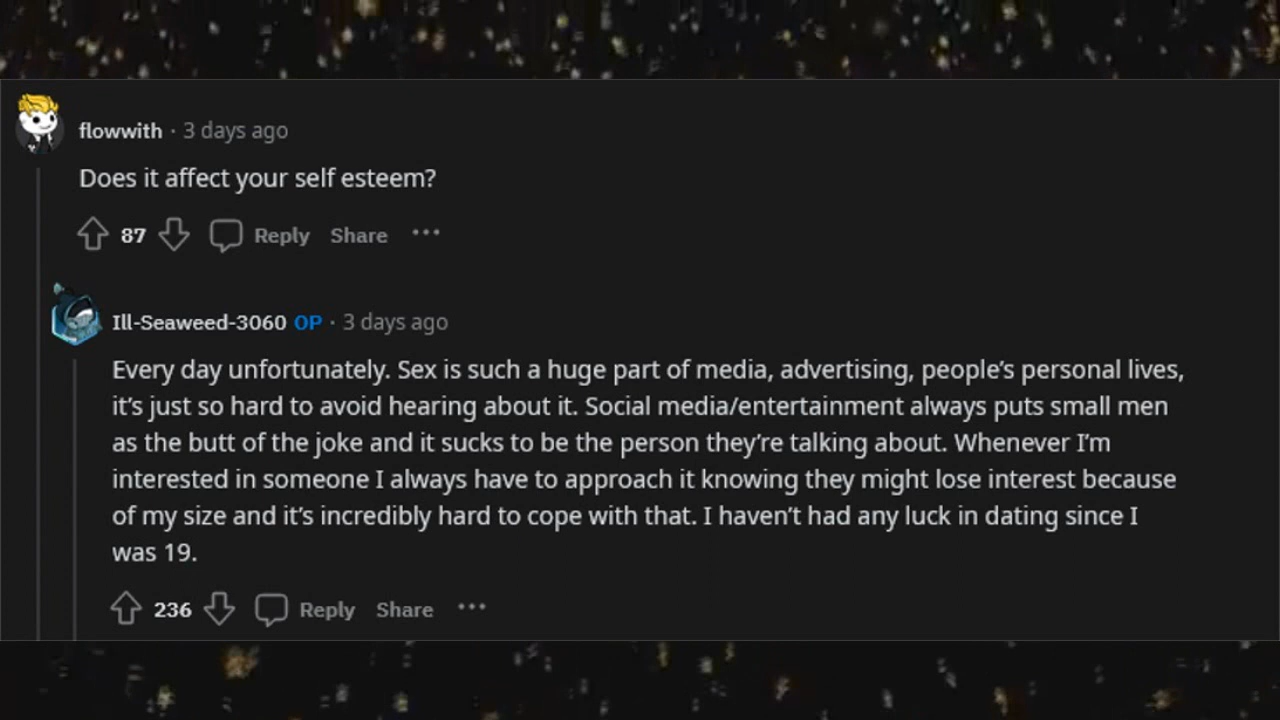 flowwith · 3 days ago
Does it affect your self esteem?
87 Reply Share ···
Ill-Seaweed-3060 OP · 3 days ago
Every day unfortunately. Sex is such a huge part of media, advertising, people’s personal lives,
it’s just so hard to avoid hearing about it. Social media/entertainment always puts small men
as the butt of the joke and it sucks to be the person they’re talking about. Whenever I’m
interested in someone I always have to approach it knowing they might lose interest because
of my size and it’s incredibly hard to cope with that. I haven’t had any luck in dating since I
was 19.
236 Reply Share ···